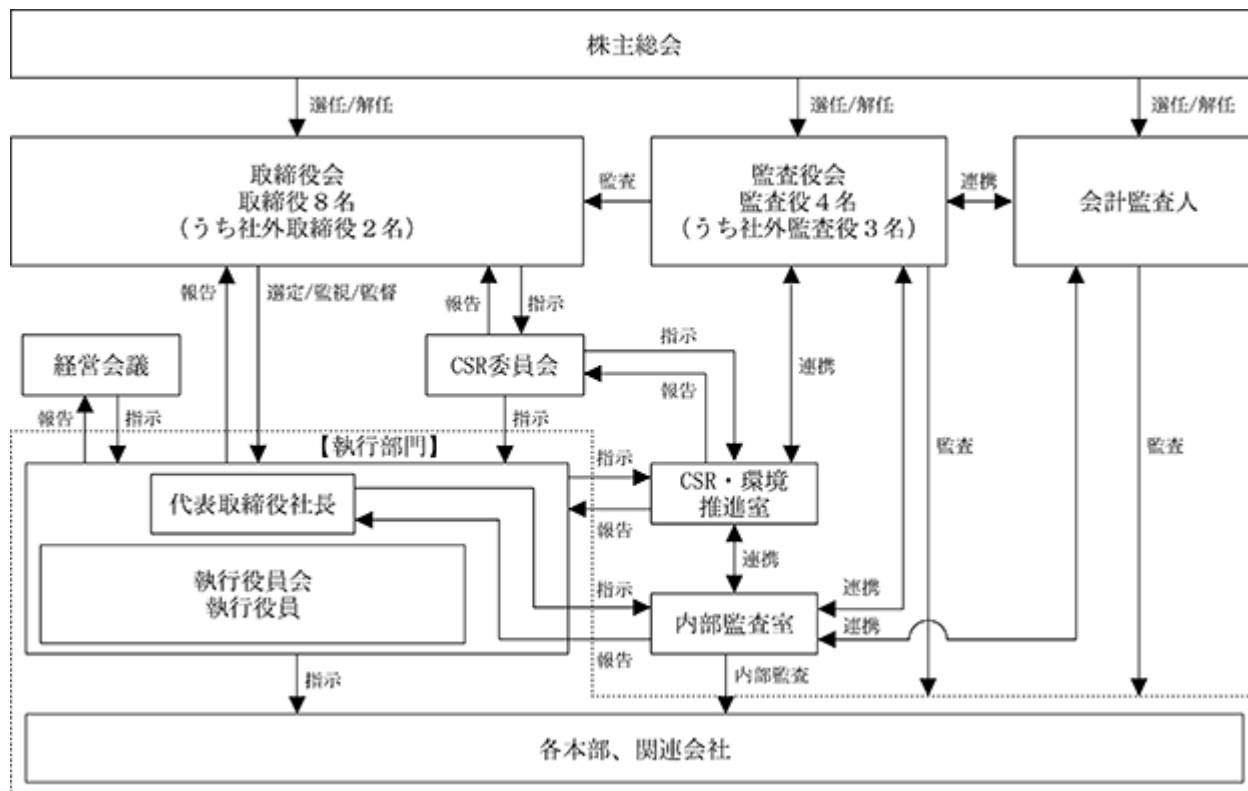 株主総会
選任/解任
選任/解任
選任/解任
取締役会
取締役8名
(うち社外取締役2名)
監査
監査役会
監査役4名
(うち社外監査役3名)
連携
会計監査人
報告
選定/監視/監督
報告
指示
経営会議
CSR委員会
指示
報告
連携
報告
指示
指示
監査
監査
【執行部門】
代表取締役社長
指示
報告
CSR・環境
推進室
連携
執行役員会
執行役員
指示
報告
内部監査室
連携
連携
指示
内部監査
各本部、関連会社